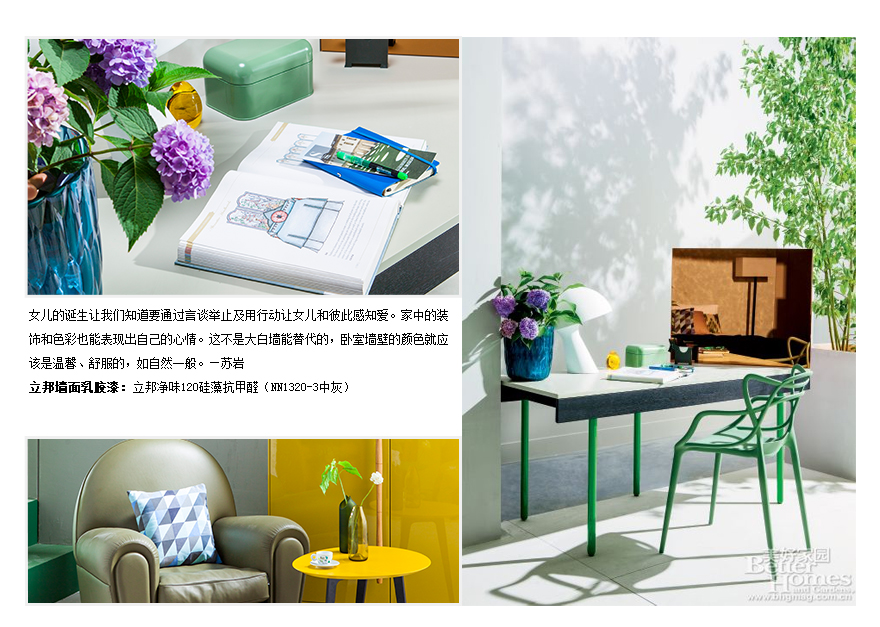 女儿的诞生让我们知道要通过言谈举止及用行动让女儿和彼此感知爱。家中的装
饰和色彩也能表现出自己的心情。这不是大白墙能替代的，卧室墙壁的颜色就应
该是温馨、舒服的，如自然一般。—苏岩
立邦墙面乳胶漆：立邦净味120硅藻抗甲醛（NN1320-3中灰）
美好家园
Better
Homes
and Gardens
www.bhgmag.com.cn